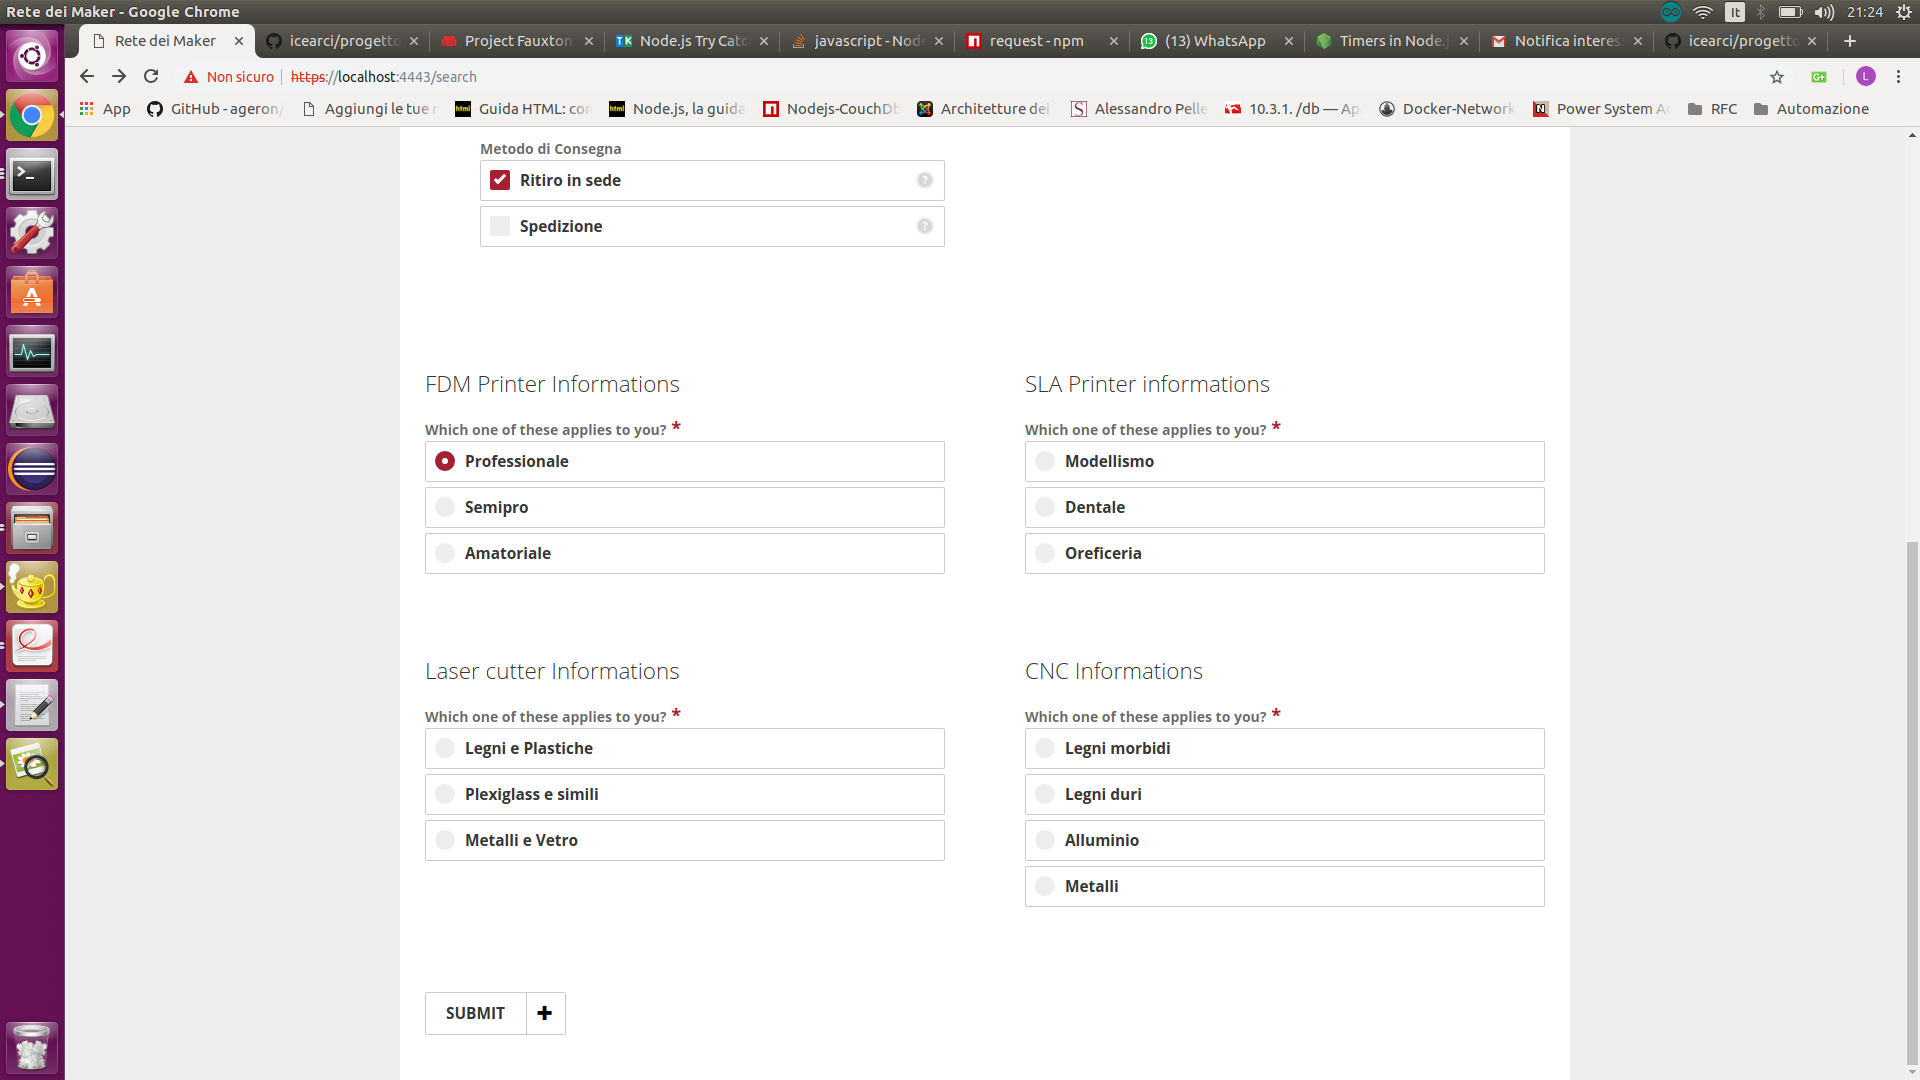 Rete dei Maker - Google Chrome
It
21:24
Rete dei Maker
icearci/progetto
Project Fauxton
Node.js Try Catc
javascript - Node
request - npm
(13) WhatsApp
Timers in Node.j
Notifica interes
icearci/progetto
Non sicuro
https://localhost:4443/search
App
GitHub - ageron/
Aggiungi le tue
Guida HTML: con
Node.js, la guida
Nodejs-CouchDb
Architetture dei
Alessandro Pelle
10.3.1. /db — Ap
Docker-Network
Power System A
RFC
Automazione
Metodo di Consegna
Ritiro in sede
?
Spedizione
?
FDM Printer Informations
Which one of these applies to you? *
Professionale
Semipro
Amatoriale
SLA Printer informations
Which one of these applies to you? *
Modellismo
Dentale
Oreficeria
Laser cutter Informations
Which one of these applies to you? *
Legni e Plastiche
Plexiglass e simili
Metalli e Vetro
CNC Informations
Which one of these applies to you? *
Legni morbidi
Legni duri
Alluminio
Metalli
SUBMIT +